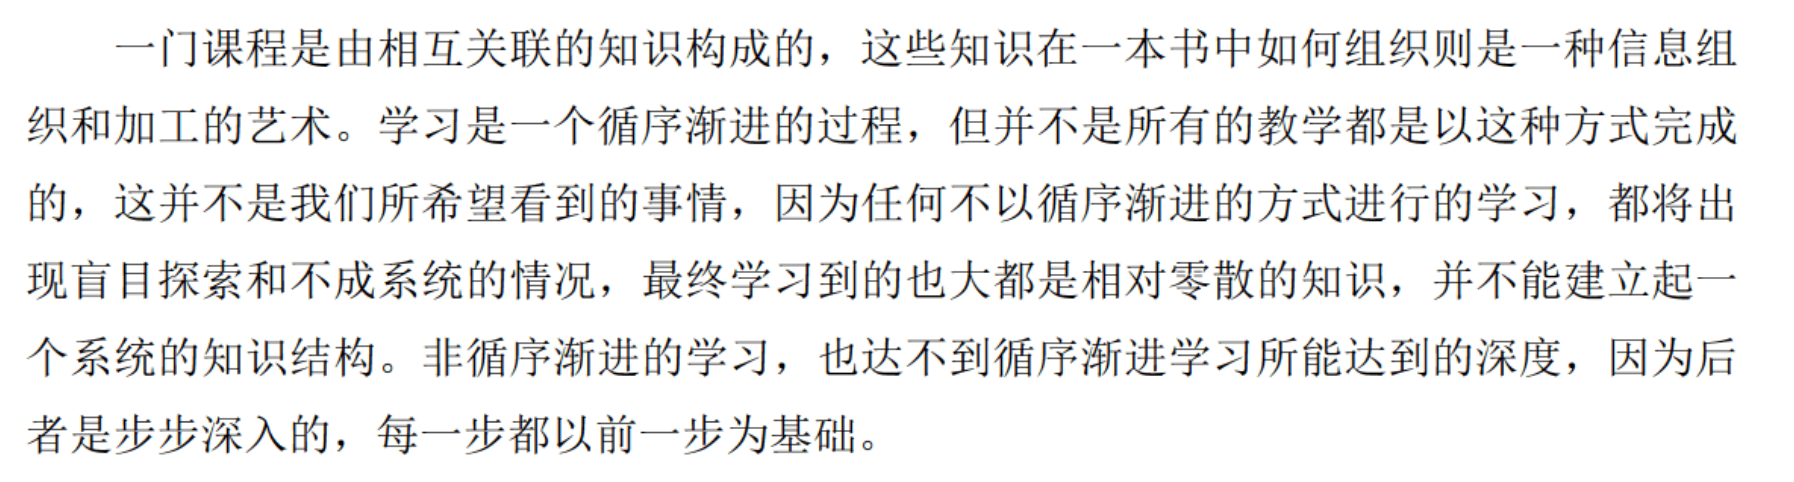 一门课程是由相互关联的知识构成的，这些知识在一本书中如何组织则是一种信息组
织和加工的艺术。学习是一个循序渐进的过程，但并不是所有的教学都是以这种方式完成
的，这并不是我们所希望看到的事情，因为任何不以循序渐进的方式进行的学习，都将出
现盲目探索和不成系统的情况，最终学习到的也大都是相对零散的知识，并不能建立起一
个系统的知识结构。非循序渐进的学习，也达不到循序渐进学习所能达到的深度，因为后
者是步步深入的，每一步都以前一步为基础。